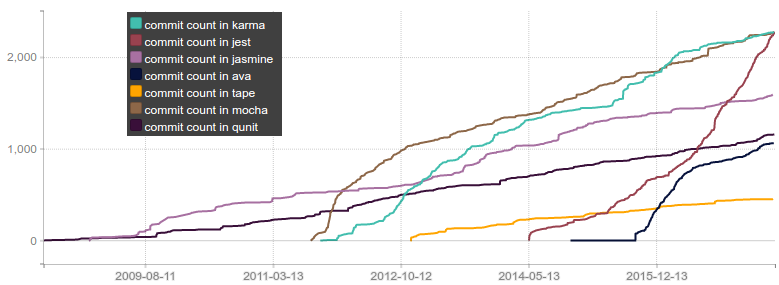 commit count in karma
commit count in jest
commit count in jasmine
commit count in ava
commit count in tape
commit count in mocha
commit count in qunit
2,000
1,000
0
2009-08-11
2011-03-13
2012-10-12
2014-05-13
2015-12-13